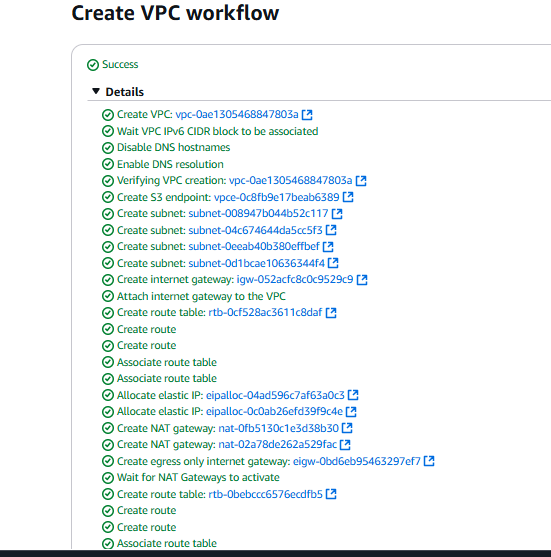 Create VPC workflow
Success
Details
Create VPC: vpc-0ae1305468847803a
Wait VPC IPv6 CIDR block to be associated
Disable DNS hostnames
Enable DNS resolution
Verifying VPC creation: vpc-0ae1305468847803a
Create S3 endpoint: vpce-0c8fb9e17beab6389
Create subnet: subnet-008947b044b52c117
Create subnet: subnet-04c674644da5cc5f3
Create subnet: subnet-0eeab40b380effbef
Create subnet: subnet-0d1bcae10636344f4
Create internet gateway: igw-052acfc8c0c9529c9
Attach internet gateway to the VPC
Create route table: rtb-0cf528ac3611c8daf
Create route
Create route
Associate route table
Associate route table
Allocate elastic IP: eipalloc-04ad596c7af63a0c3
Allocate elastic IP: eipalloc-0c0ab26efd39f9c4e
Create NAT gateway: nat-0fb5130c1e3d38b30
Create NAT gateway: nat-02a78de262a529fac
Create egress only internet gateway: eigw-0bd6eb95463297ef7
Wait for NAT Gateways to activate
Create route table: rtb-0bebccc6576ecdfb5
Create route
Create route
Associate route table